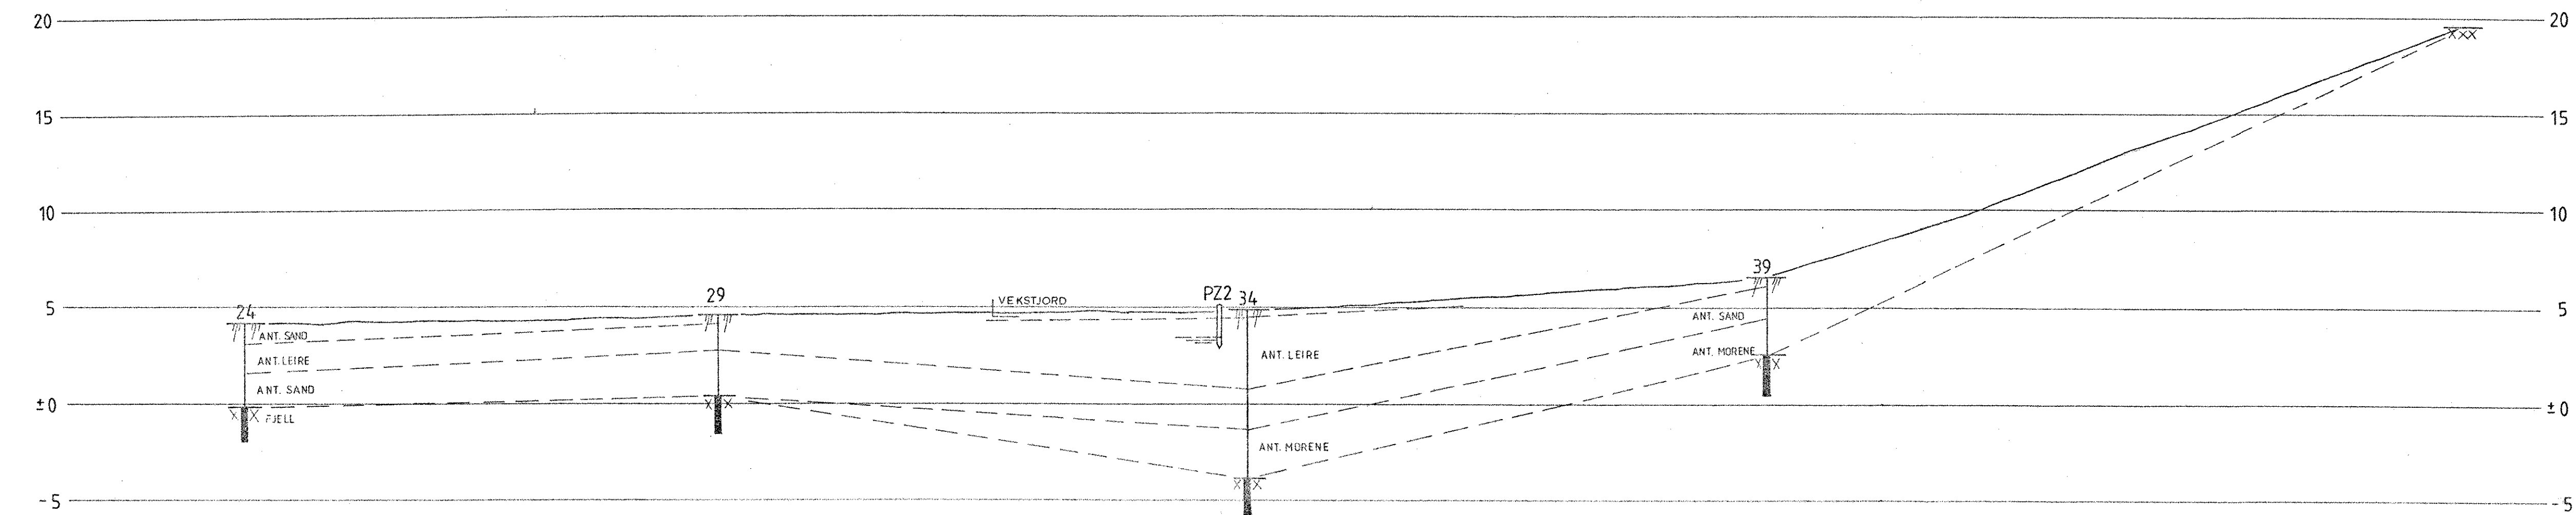 20 20
15 15
10 10
39
29 PZ2 34
24 VEKSTJORD
5 5
ANT. SAND
ANT. SAND
ANT. LEIRE
ANT. LEIRE
ANT. MORENE
ANT. SAND
±0 ±0
FJELL
ANT. MORENE
-5 -5